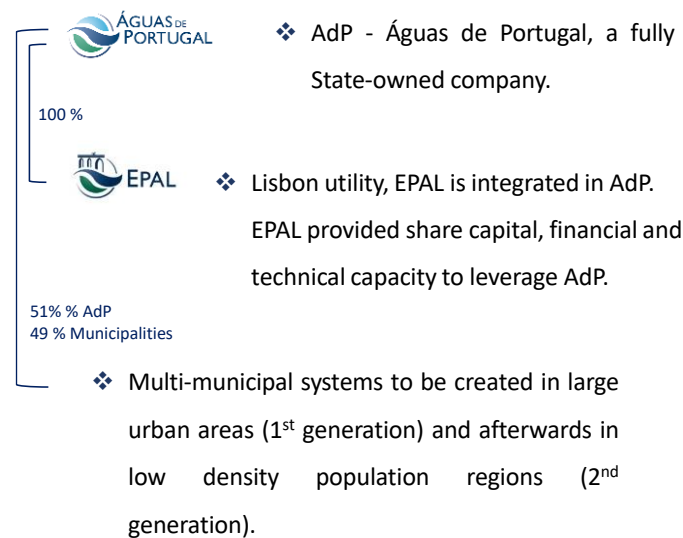 ÁGUAS DE
PORTUGAL
❖ AdP - Águas de Portugal, a fully
State-owned company.
100 %
EPAL
❖ Lisbon utility, EPAL is integrated in AdP.
EPAL provided share capital, financial and
technical capacity to leverage AdP.
51% % AdP
49 % Municipalities
❖ Multi-municipal systems to be created in large
urban areas (1st generation) and afterwards in
low density population regions (2nd
generation).